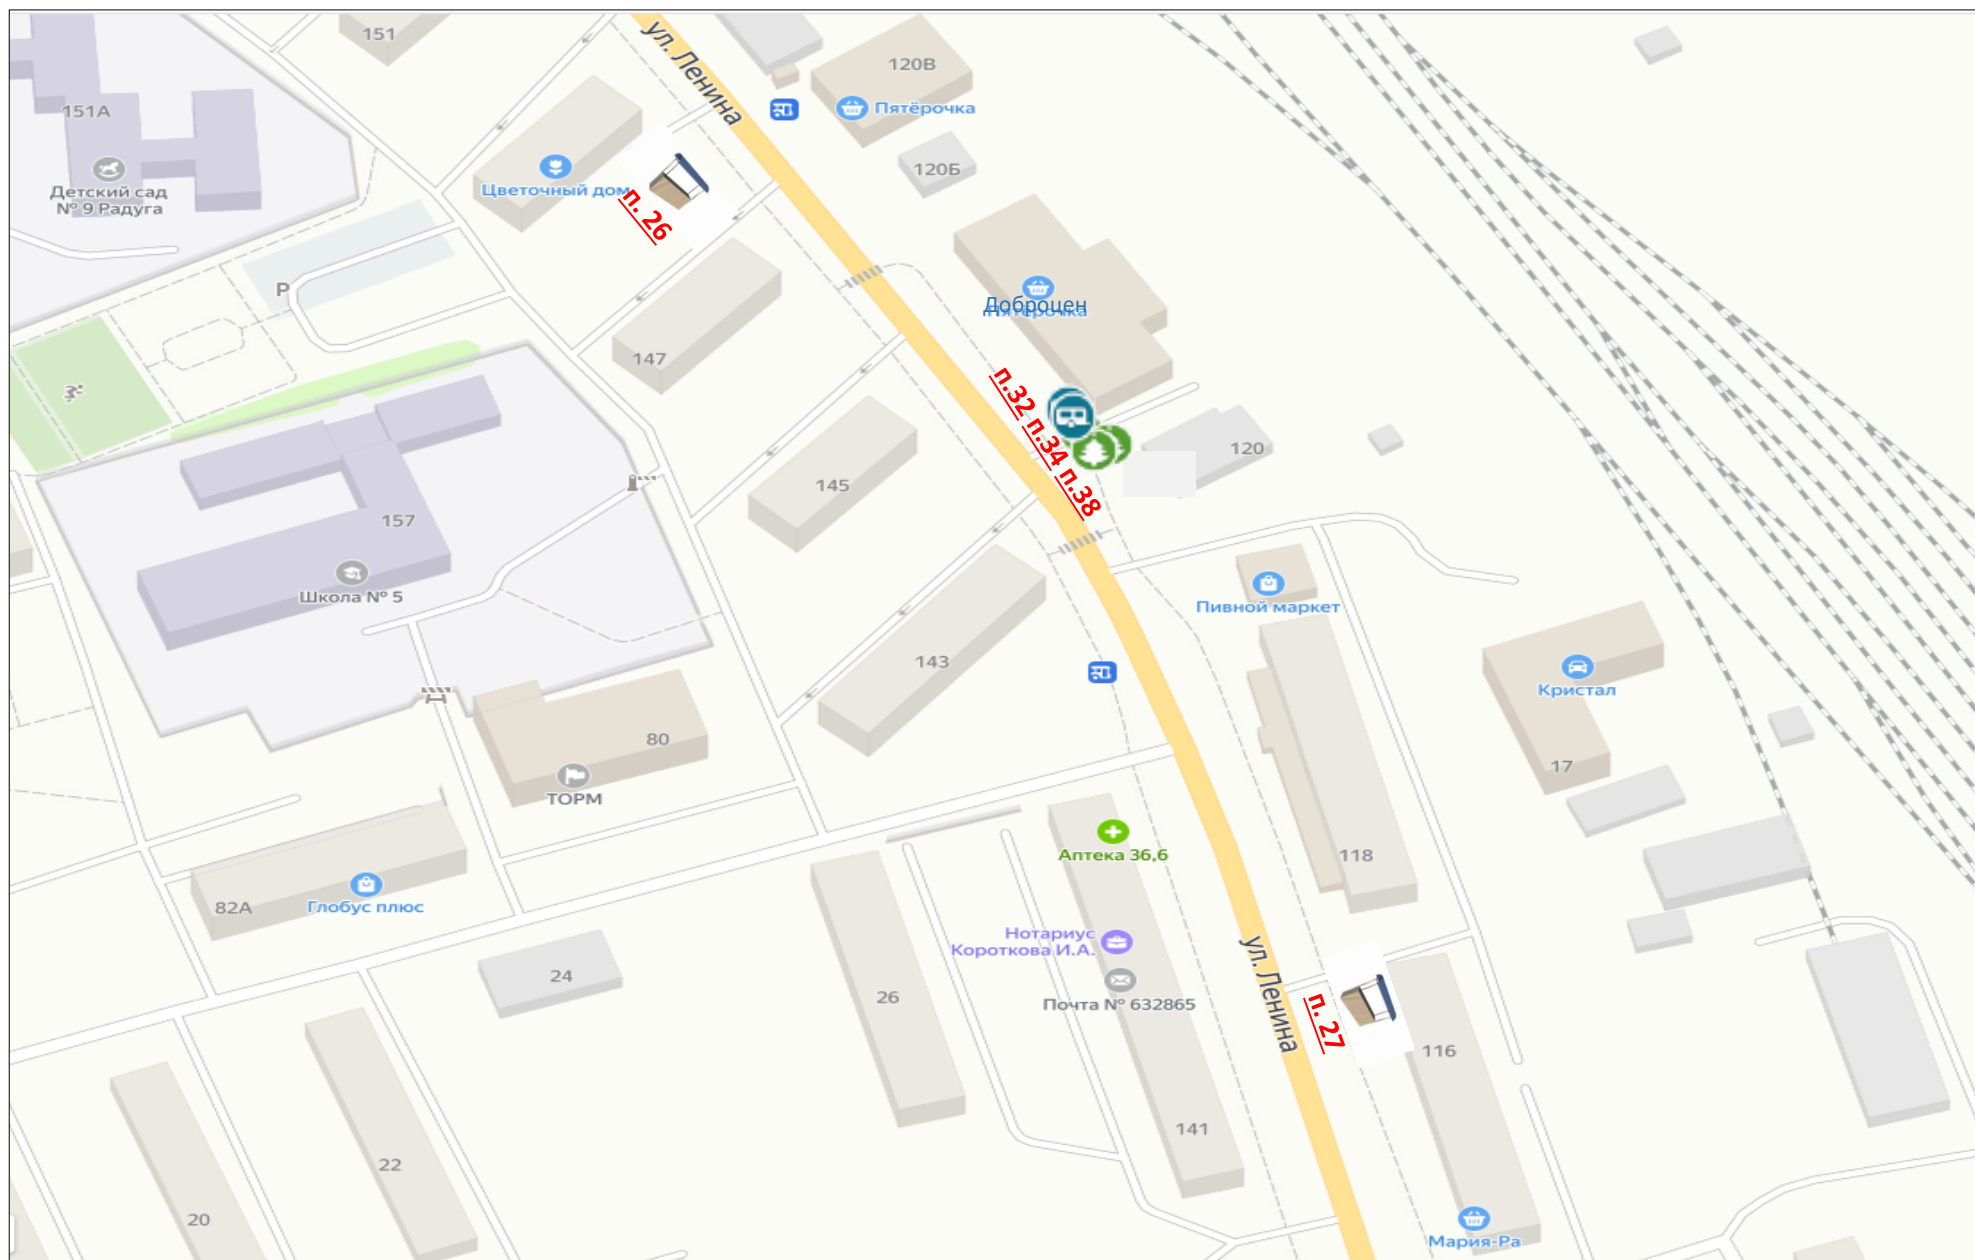 151
ул. Ленина
120В
Пятёрочка
151А
Детский сад
№ 9 Радуга
Цветочный дом
120Б
п. 26
P
Доброцен
Пятёрочка
147
п.32 п.34 п.38
120
145
157
Школа № 5
Пивной маркет
143
Кристал
80
17
ТОРМ
Аптека 36,6
118
82А
Глобус плюс
Нотариус
Короткова И.А.
ул. Ленина
24
26
Почта № 632865
п. 27
116
141
22
20
Мария-Ра